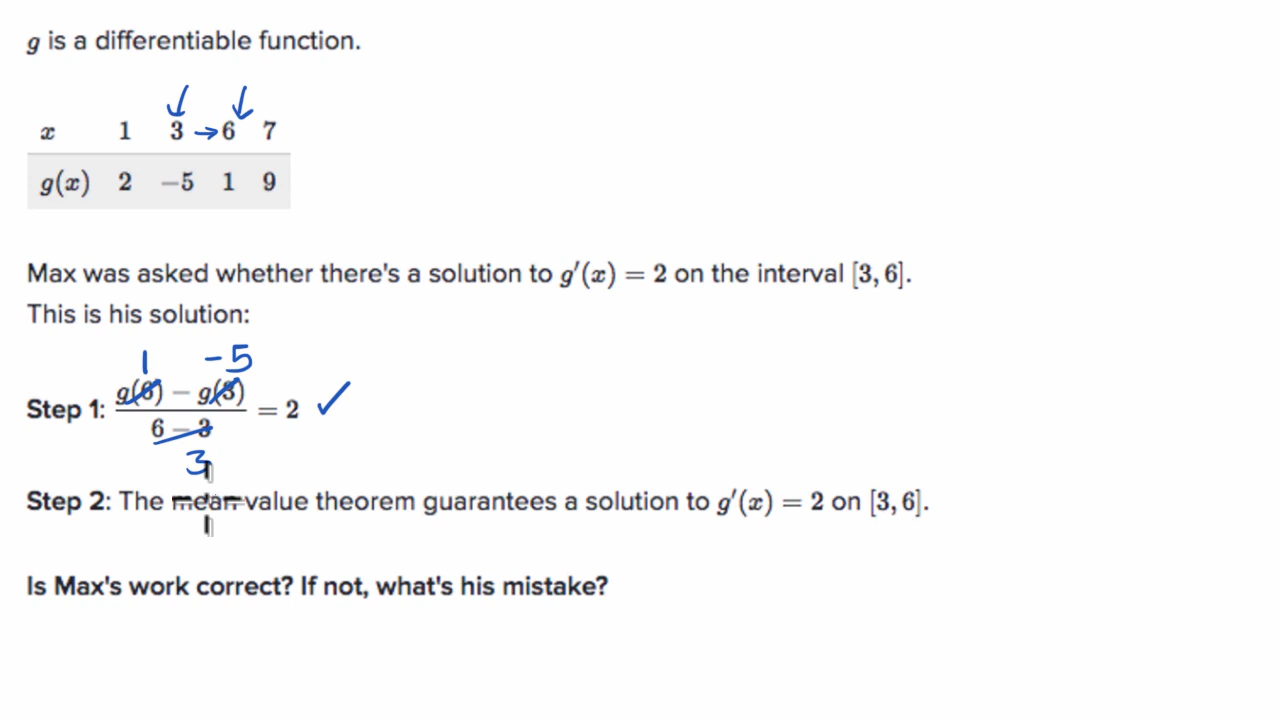 g is a differentiable function.
x 1 3 → 6 7
g(x) 2 −5 1 9
Max was asked whether there's a solution to g′(x) = 2 on the interval [3, 6].
This is his solution:
1 −5
Step 1: g(6) − g(3) / 6 − 3 = 2 ✓
3
Step 2: The mean value theorem guarantees a solution to g′(x) = 2 on [3, 6].
Is Max's work correct? If not, what's his mistake?